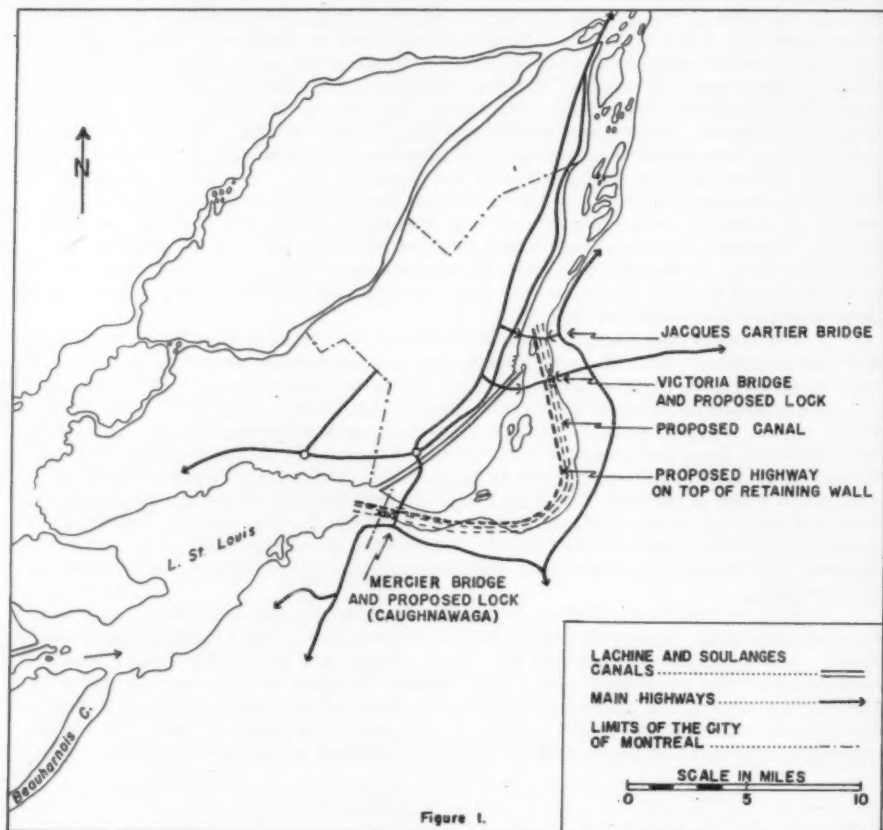 N
JACQUES CARTIER BRIDGE
VICTORIA BRIDGE
AND PROPOSED LOCK
PROPOSED CANAL
PROPOSED HIGHWAY
ON TOP OF RETAINING WALL
L. St. Louis
MERCIER BRIDGE
AND PROPOSED LOCK
(CAUGHNAWAGA)
Beauharnois C.
LACHINE AND SOULANGES
CANALS
MAIN HIGHWAYS
LIMITS OF THE CITY
OF MONTREAL
SCALE IN MILES
0 5 10
Figure 1.